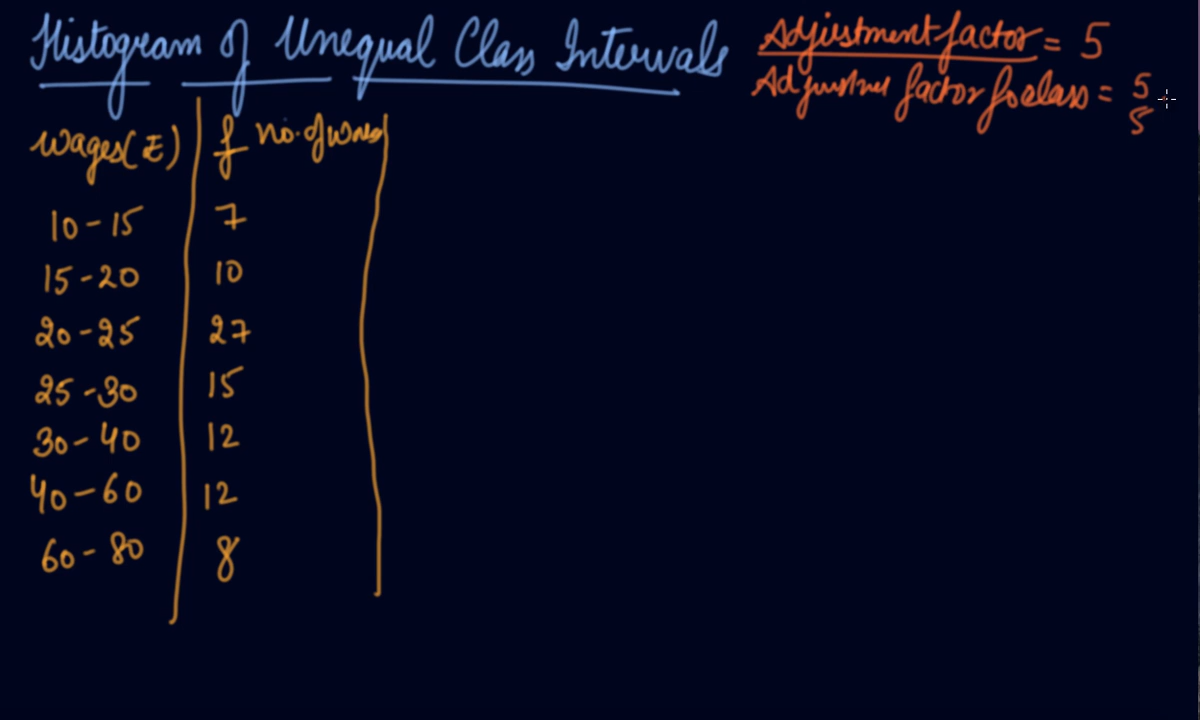 Histogram of Unequal Class Intervals
Adjustment factor = 5
Adjustment factor for class = 5/5
Wages(₹) f no. of
10-15 7
15-20 10
20-25 27
25-30 15
30-40 12
40-60 12
60-80 8